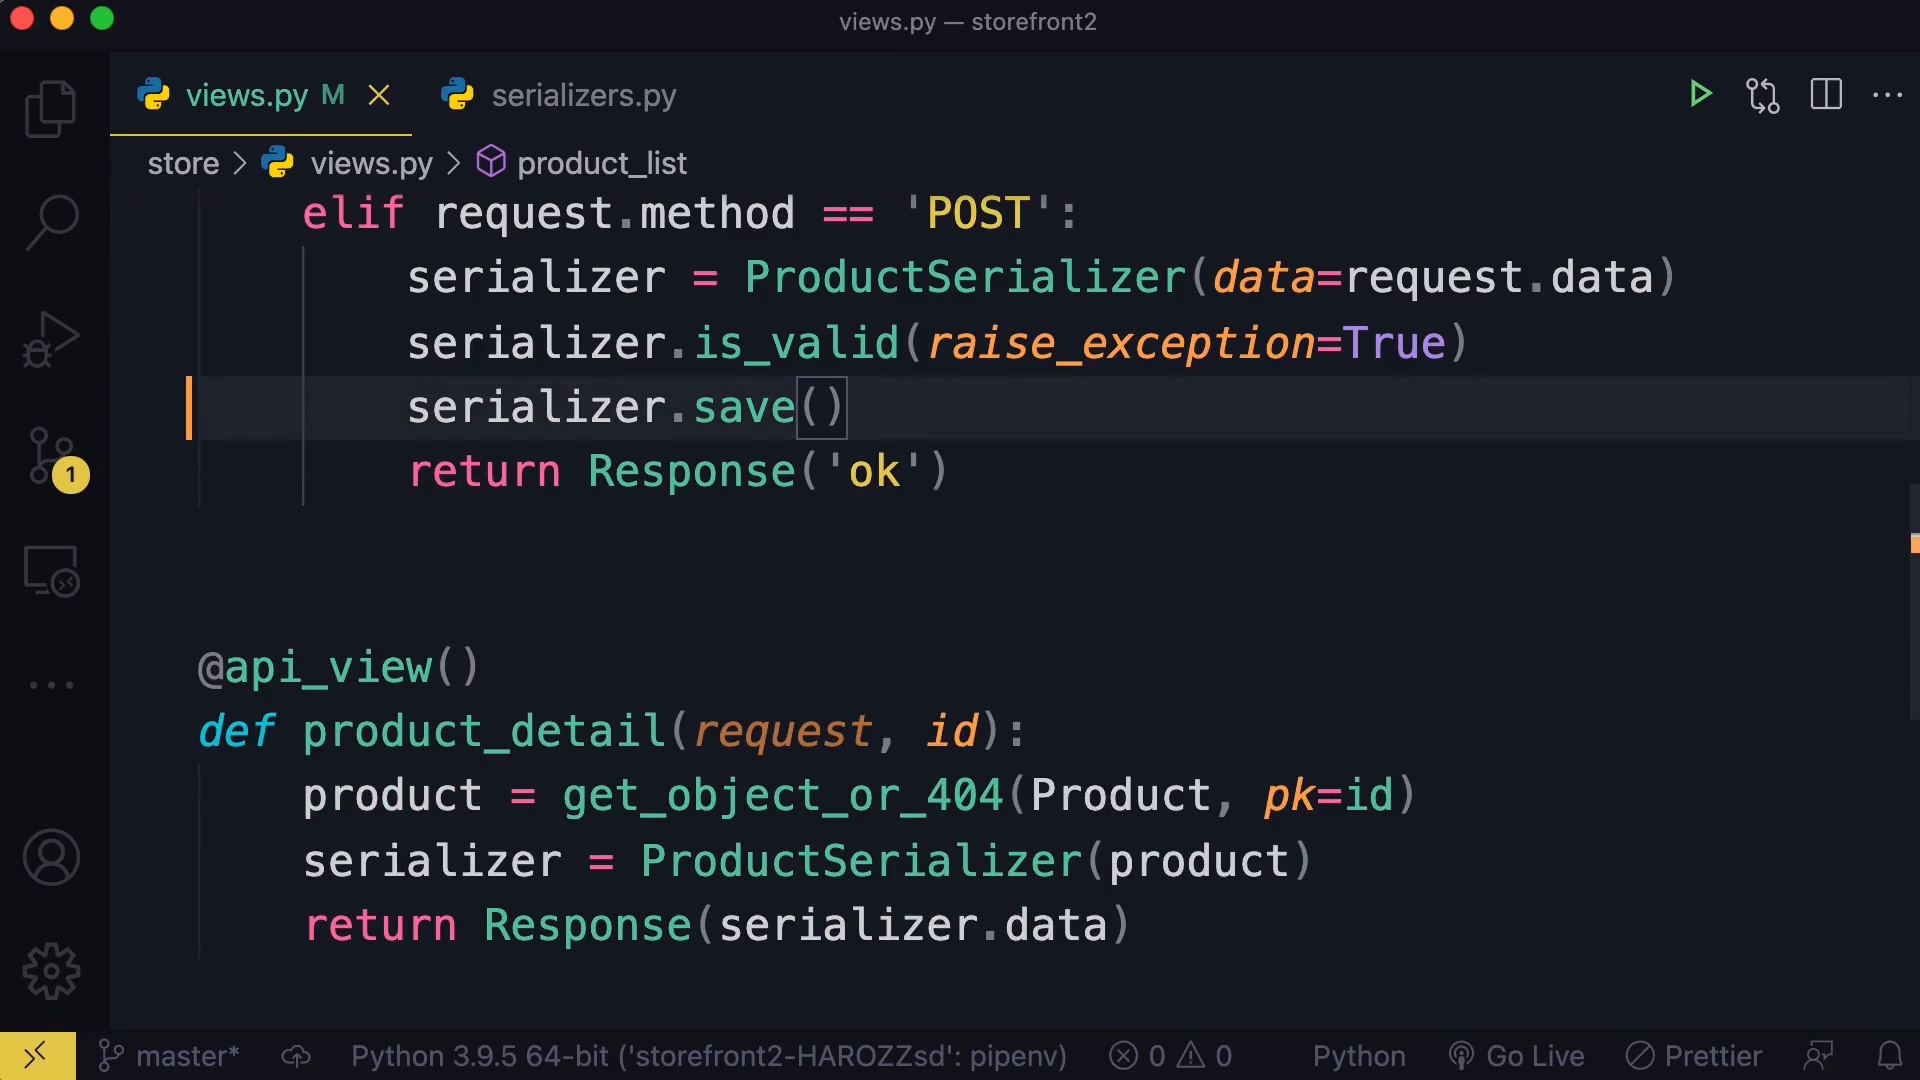 views.py — storefront2
views.py M
serializers.py
store > views.py > product_list
elif request.method == 'POST':
serializer = ProductSerializer(data=request.data)
serializer.is_valid(raise_exception=True)
serializer.save()
return Response('ok')
1
@api_view()
def product_detail(request, id):
product = get_object_or_404(Product, pk=id)
serializer = ProductSerializer(product)
return Response(serializer.data)
master* Python 3.9.5 64-bit ('storefront2-HAROZZsd': pipenv) 0 0 Python Go Live Prettier